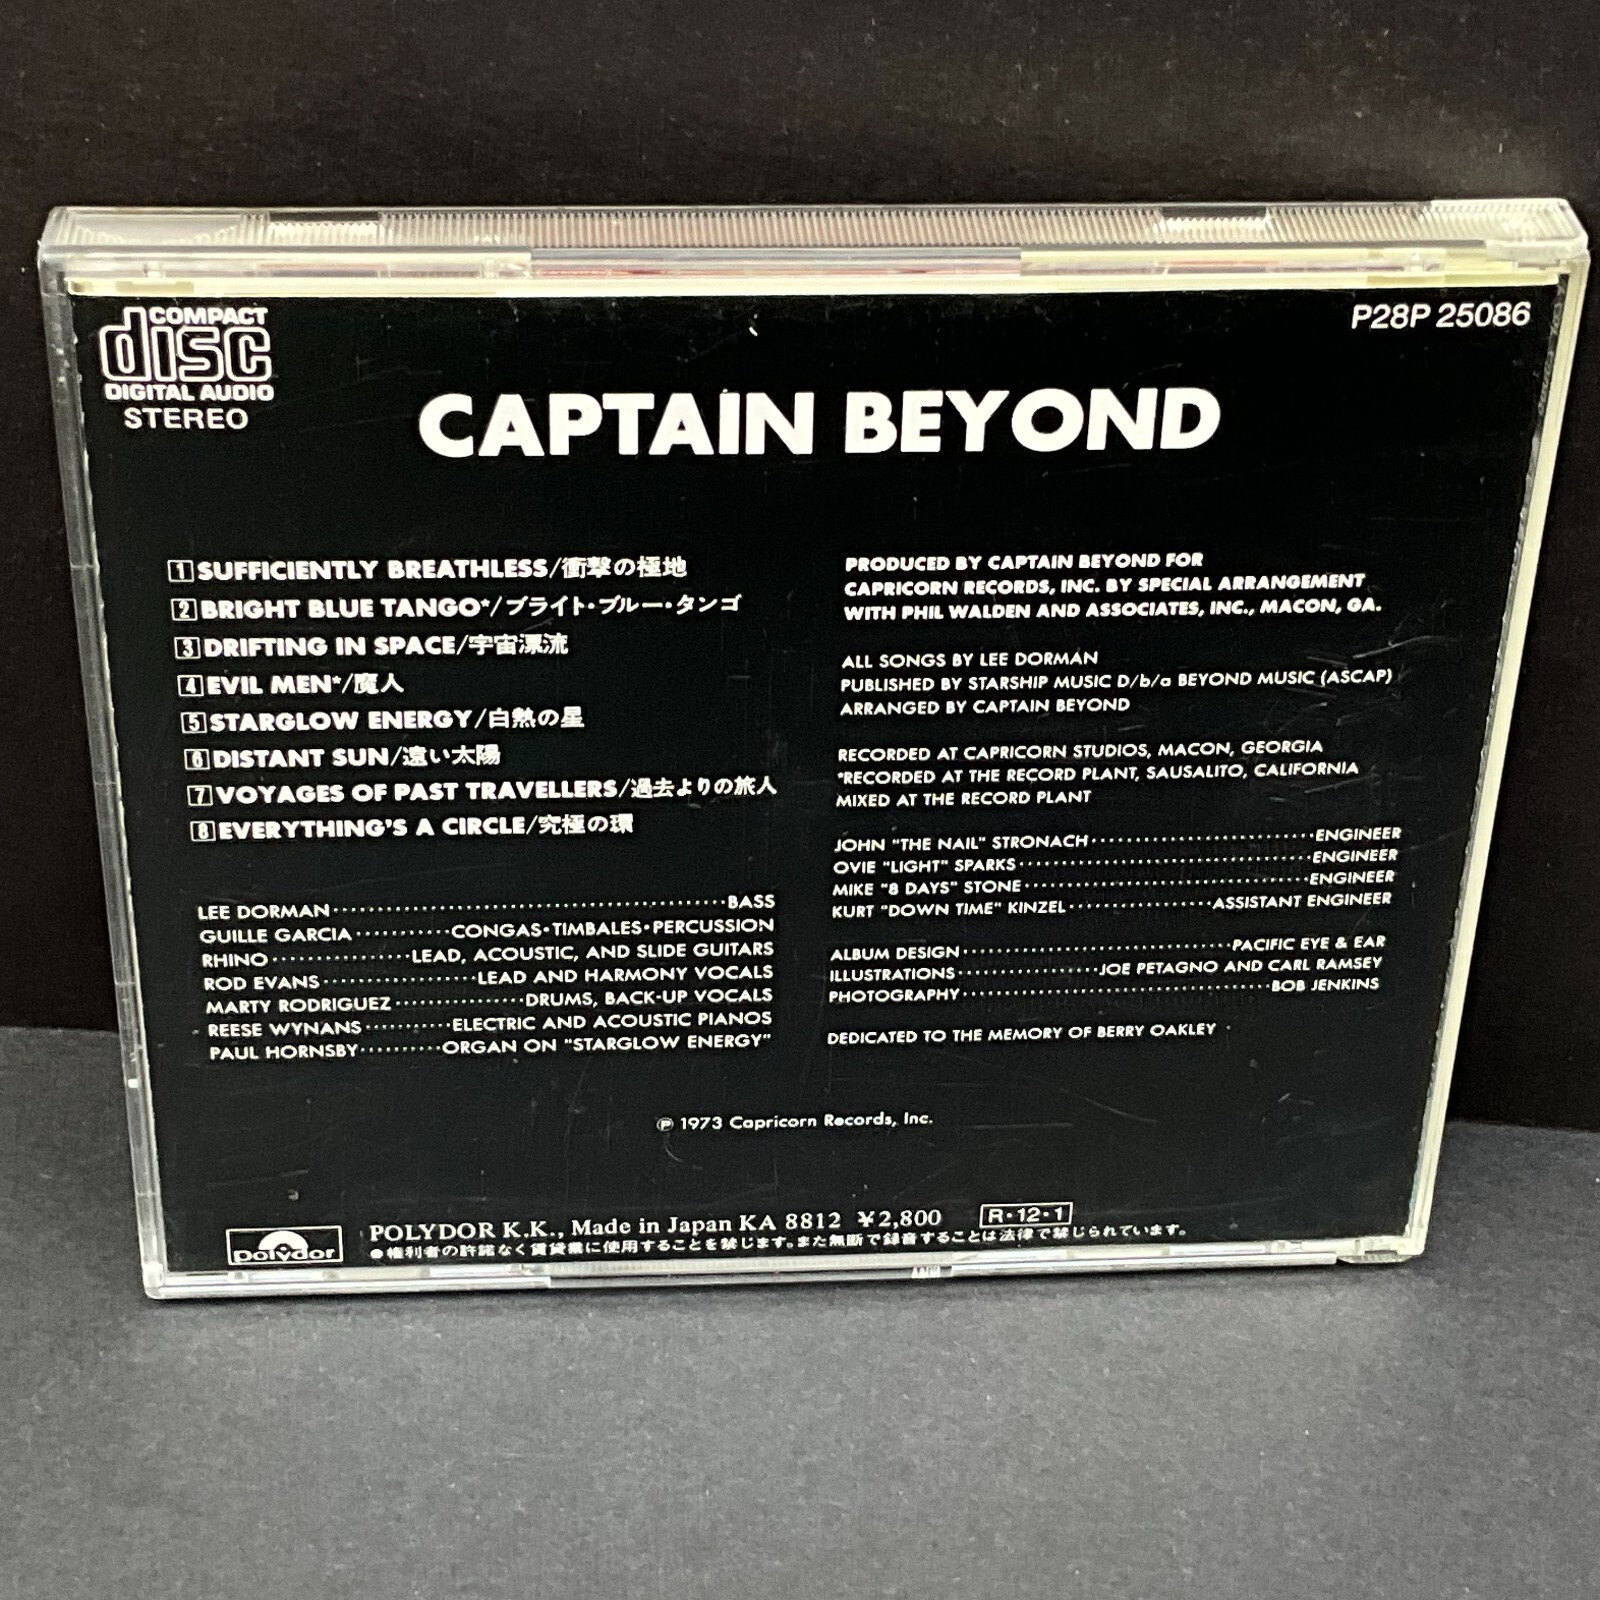 COMPACT
disc
DIGITAL AUDIO
STEREO
P28P 25086
CAPTAIN BEYOND
1 SUFFICIENTLY BREATHLESS/衝撃の極地
2 BRIGHT BLUE TANGO*/ブライト・ブルー・タンゴ
3 DRIFTING IN SPACE/宇宙漂流
4 EVIL MEN*/魔人
5 STARGLOW ENERGY/白熱の星
6 DISTANT SUN/遠い太陽
7 VOYAGES OF PAST TRAVELLERS/過去よりの旅人
8 EVERYTHING'S A CIRCLE/究極の環
LEE DORMAN BASS
GUILLE GARCIA CONGAS・TIMBALES・PERCUSSION
RHINO LEAD, ACOUSTIC, AND SLIDE GUITARS
ROD EVANS LEAD AND HARMONY VOCALS
MARTY RODRIGUEZ DRUMS, BACK-UP VOCALS
REESE WYNANS ELECTRIC AND ACOUSTIC PIANOS
PAUL HORNSBY ORGAN ON "STARGLOW ENERGY"
PRODUCED BY CAPTAIN BEYOND FOR
CAPRICORN RECORDS, INC. BY SPECIAL ARRANGEMENT
WITH PHIL WALDEN AND ASSOCIATES, INC., MACON, GA.
ALL SONGS BY LEE DORMAN
PUBLISHED BY STARSHIP MUSIC D/b/a BEYOND MUSIC (ASCAP)
ARRANGED BY CAPTAIN BEYOND
RECORDED AT CAPRICORN STUDIOS, MACON, GEORGIA
*RECORDED AT THE RECORD PLANT, SAUSALITO, CALIFORNIA
MIXED AT THE RECORD PLANT
JOHN "THE NAIL" STRONACH ENGINEER
OVIE "LIGHT" SPARKS ENGINEER
MIKE "8 DAYS" STONE ENGINEER
KURT "DOWN TIME" KINZEL ASSISTANT ENGINEER
ALBUM DESIGN PACIFIC EYE & EAR
ILLUSTRATIONS JOE PETAGNO AND CARL RAMSEY
PHOTOGRAPHY BOB JENKINS
DEDICATED TO THE MEMORY OF BERRY OAKLEY
℗ 1973 Capricorn Records, Inc.
polydor
POLYDOR K.K., Made in Japan KA 8812 ¥2,800 R・12・1
●権利者の許諾なく賃貸業に使用することを禁じます。また無断で録音することは法律で禁じられています。